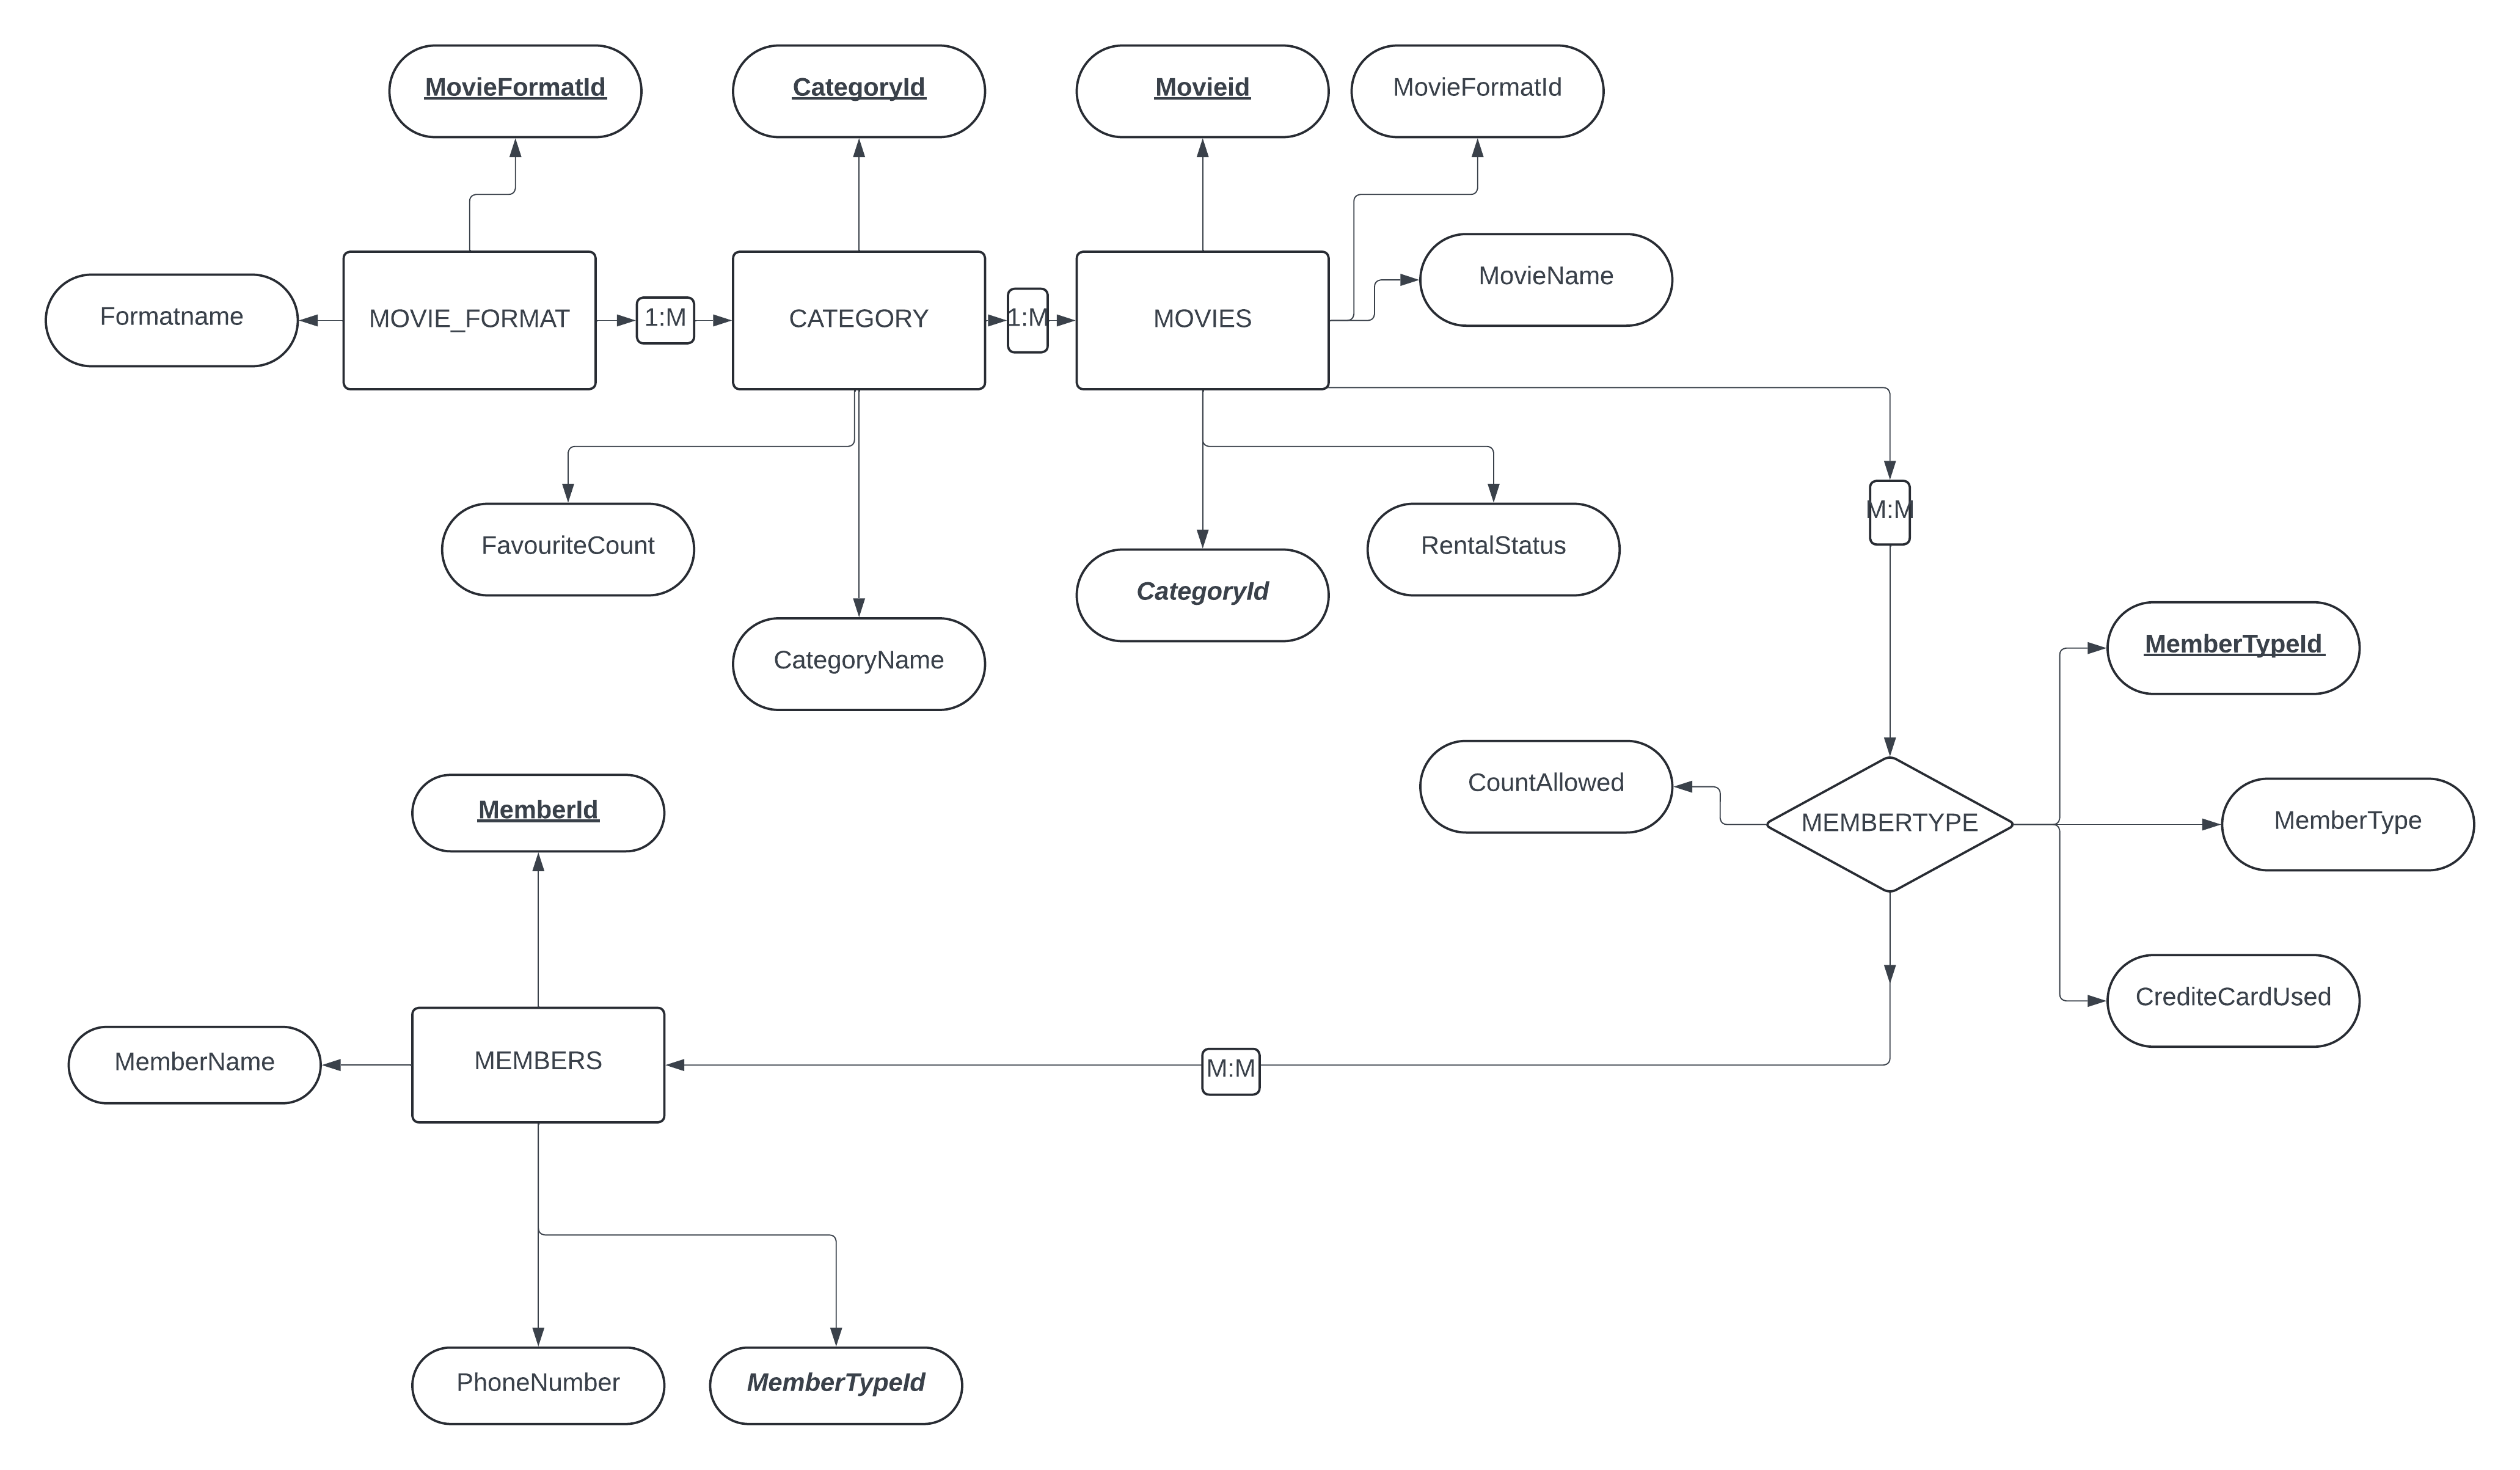 MovieFormatId
CategoryId
Movieid
MovieFormatId
MovieName
Formatname
MOVIE_FORMAT
1:M
CATEGORY
1:M
MOVIES
M:M
FavouriteCount
RentalStatus
CategoryId
CategoryName
MemberTypeId
CountAllowed
MEMBERTYPE
MemberType
MemberId
CrediteCardUsed
MemberName
MEMBERS
M:M
PhoneNumber
MemberTypeId